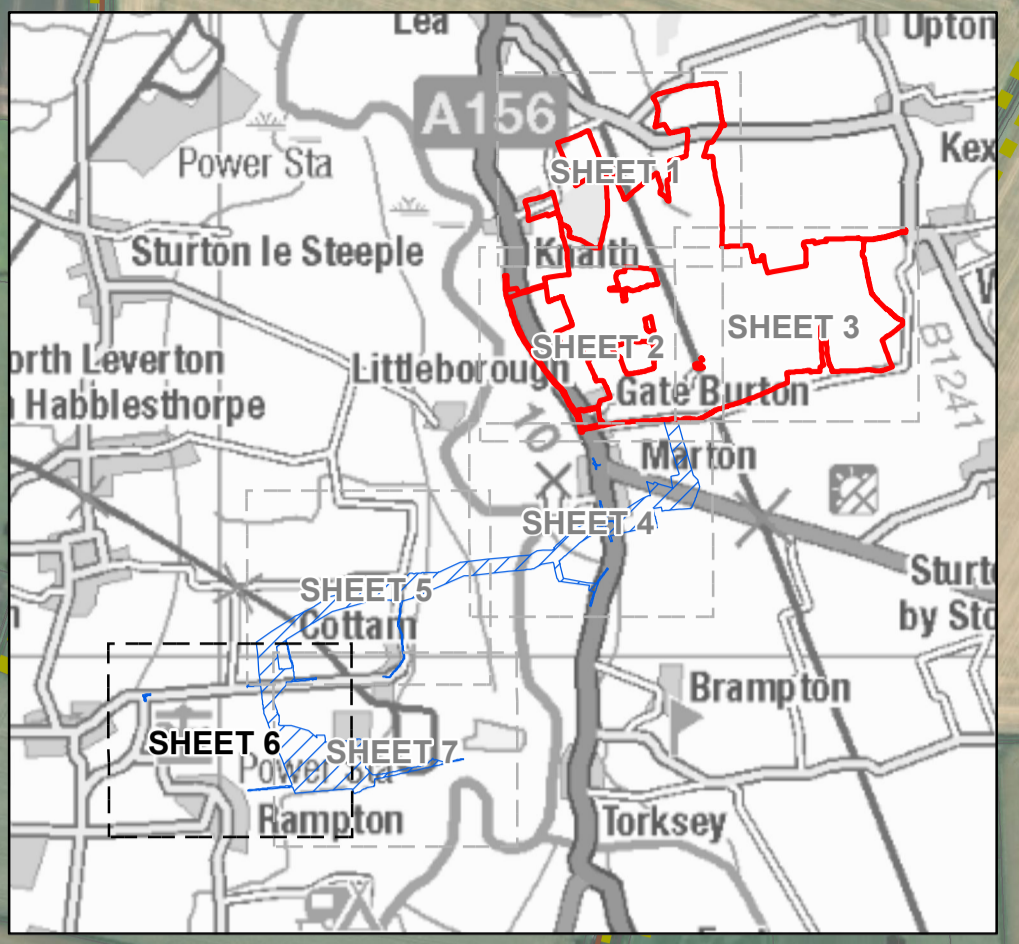 Lea
Upton
A156
Kex
Power Sta
SHEET 1
Sturton le Steeple
Knaith
SHEET 3
SHEET 2
B1241
orth Leverton
Littleborough
Habblesthorpe
Gate Burton
10
Marton
SHEET 4
Sturt
by Sto
SHEET 5
Cottam
Brampton
SHEET 6
SHEET 7
Power Sta
Rampton
Torksey